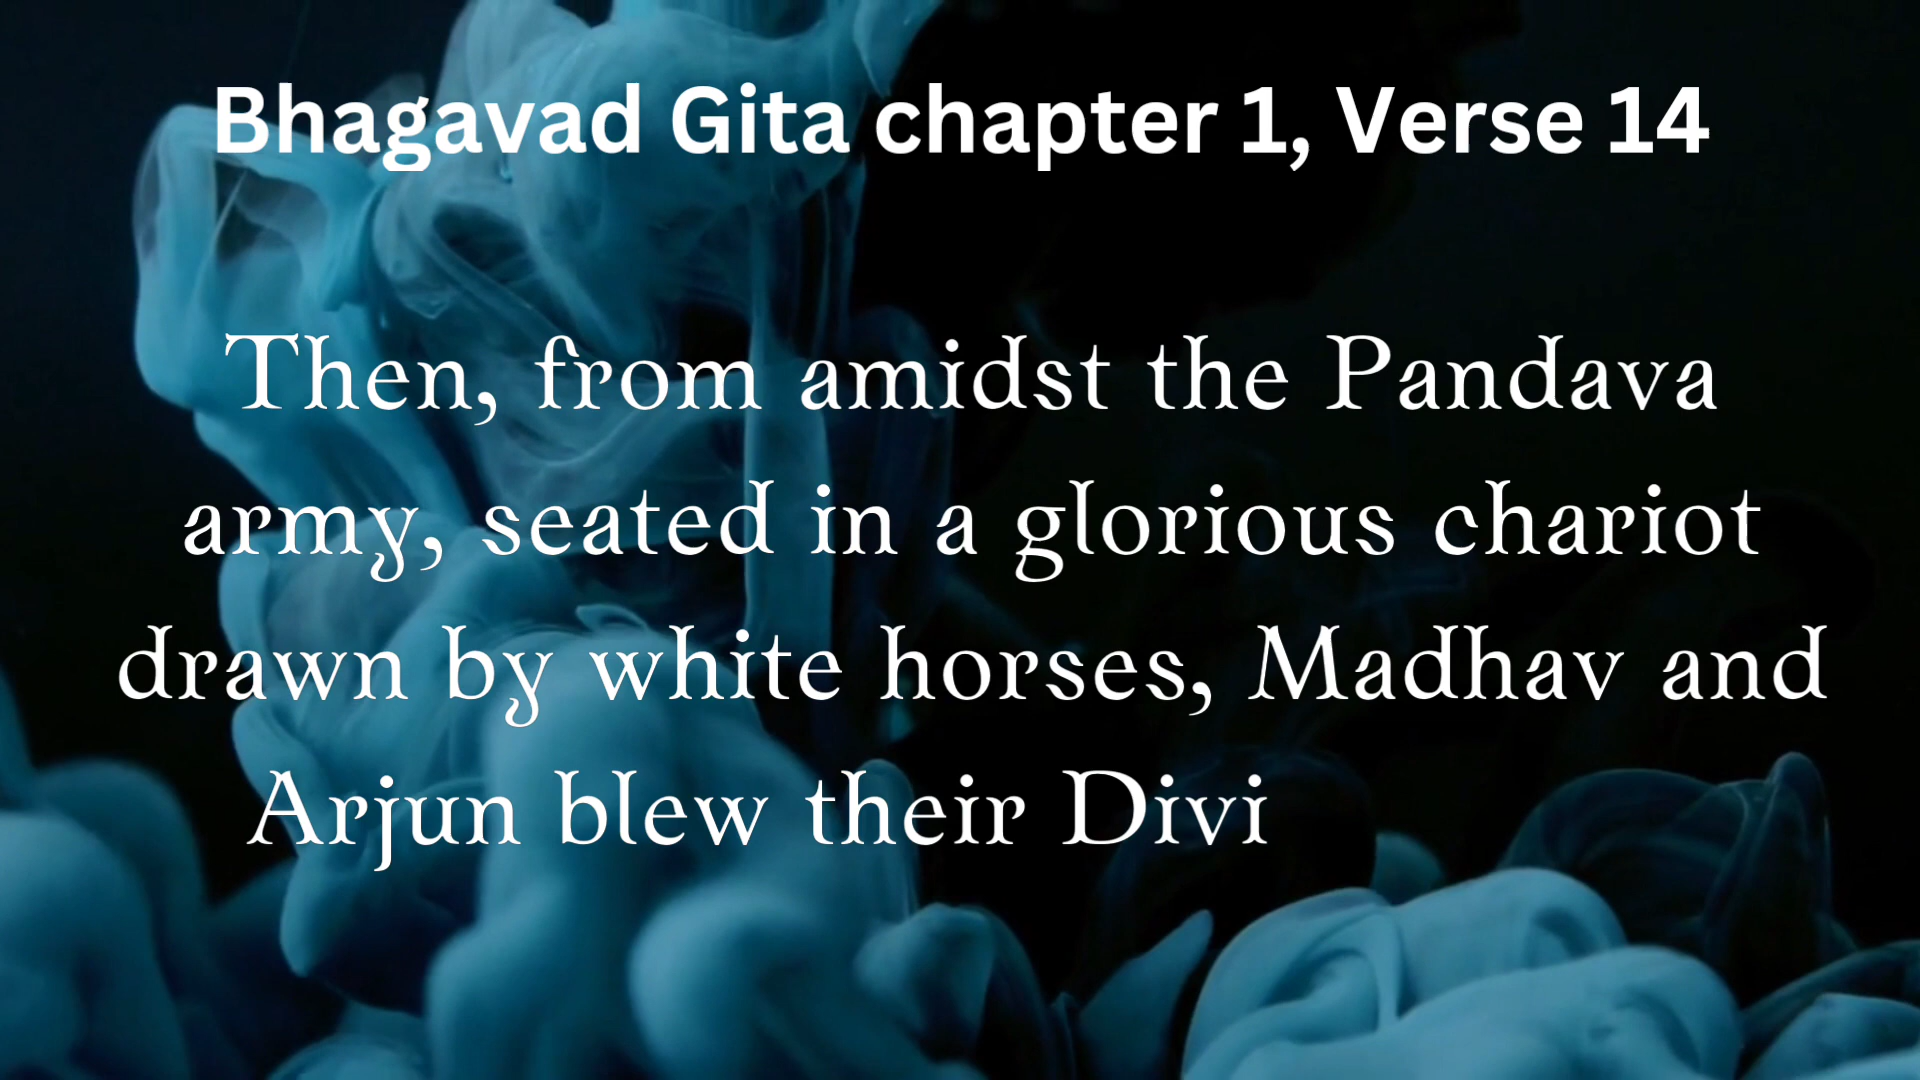 Bhagavad Gita chapter 1, Verse 14
Then, from amidst the Pandava
army, seated in a glorious chariot
drawn by white horses, Madhav and
Arjun blew their Divi